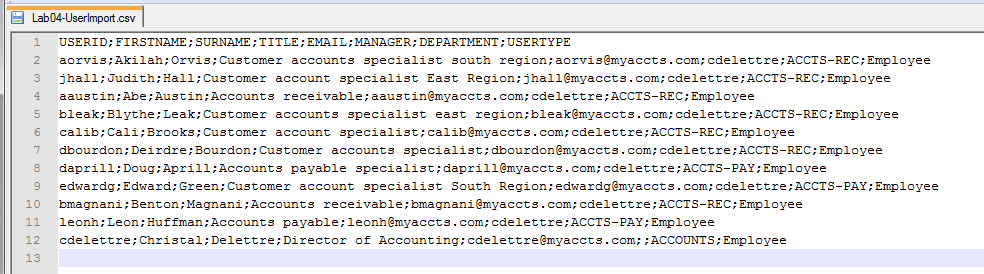 Lab04-UserImport.csv
1 USERID;FIRSTNAME;SURNAME;TITLE;EMAIL;MANAGER;DEPARTMENT;USERTYPE
2 aorvis;Akilah;Orvis;Customer accounts specialist south region;aorvis@myaccts.com;cdelettre;ACCTS-REC;Employee
3 jhall;Judith;Hall;Customer account specialist East Region;jhall@myaccts.com;cdelettre;ACCTS-REC;Employee
4 aaustin;Abe;Austin;Accounts receivable;aaustin@myaccts.com;cdelettre;ACCTS-REC;Employee
5 bleak;Blythe;Leak;Customer accounts specialist east region;bleak@myaccts.com;cdelettre;ACCTS-REC;Employee
6 calib;Cali;Brooks;Customer account specialist;calib@myaccts.com;cdelettre;ACCTS-REC;Employee
7 dbourdon;Deirdre;Bourdon;Customer accounts specialist;dbourdon@myaccts.com;cdelettre;ACCTS-REC;Employee
8 daprill;Doug;Aprill;Accounts payable specialist;daprill@myaccts.com;cdelettre;ACCTS-PAY;Employee
9 edwardg;Edward;Green;Customer account specialist South Region;edwardg@myaccts.com;cdelettre;ACCTS-PAY;Employee
10 bmagnani;Benton;Magnani;Accounts receivable;bmagnani@myaccts.com;cdelettre;ACCTS-REC;Employee
11 leonh;Leon;Huffman;Accounts payable;leonh@myaccts.com;cdelettre;ACCTS-PAY;Employee
12 cdelettre;Christal;Delettre;Director of Accounting;cdelettre@myaccts.com;;ACCOUNTS;Employee
13